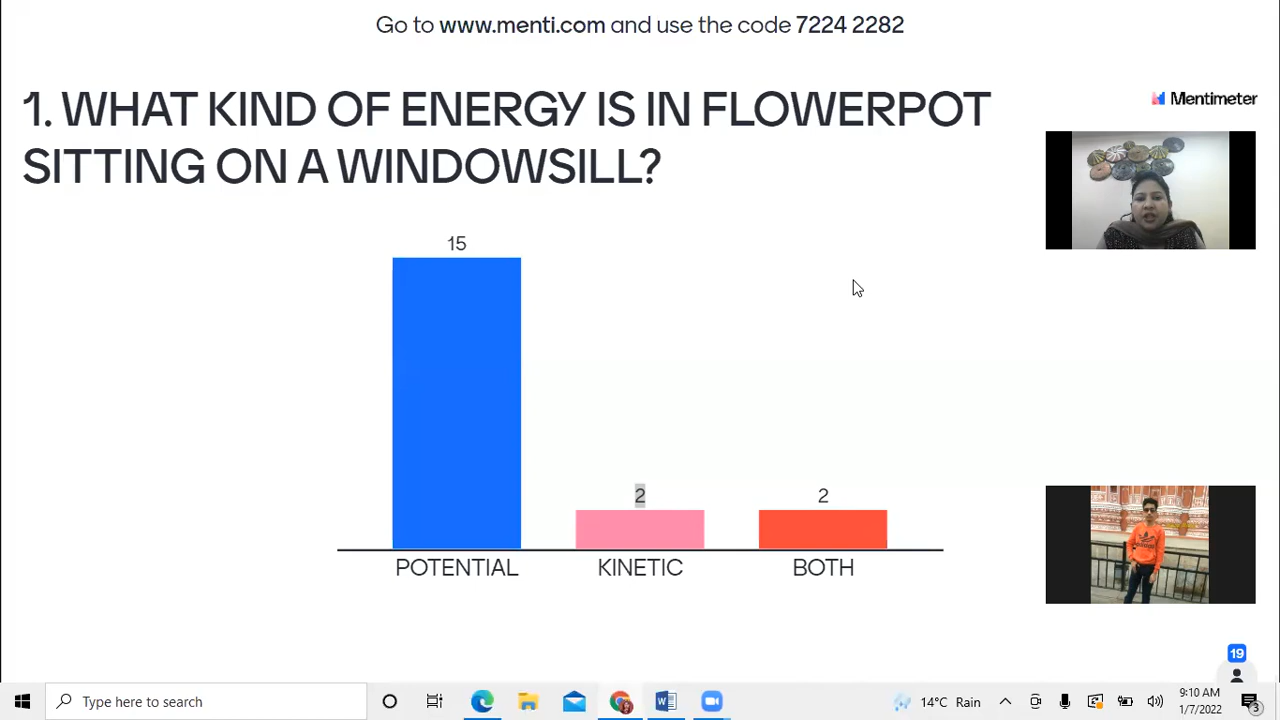 Go to www.menti.com and use the code 7224 2282
1. WHAT KIND OF ENERGY IS IN FLOWERPOT
SITTING ON A WINDOWSILL?
Mentimeter
15
2
2
POTENTIAL
KINETIC
BOTH
19
Type here to search
14°C Rain
9:10 AM
1/7/2022
3